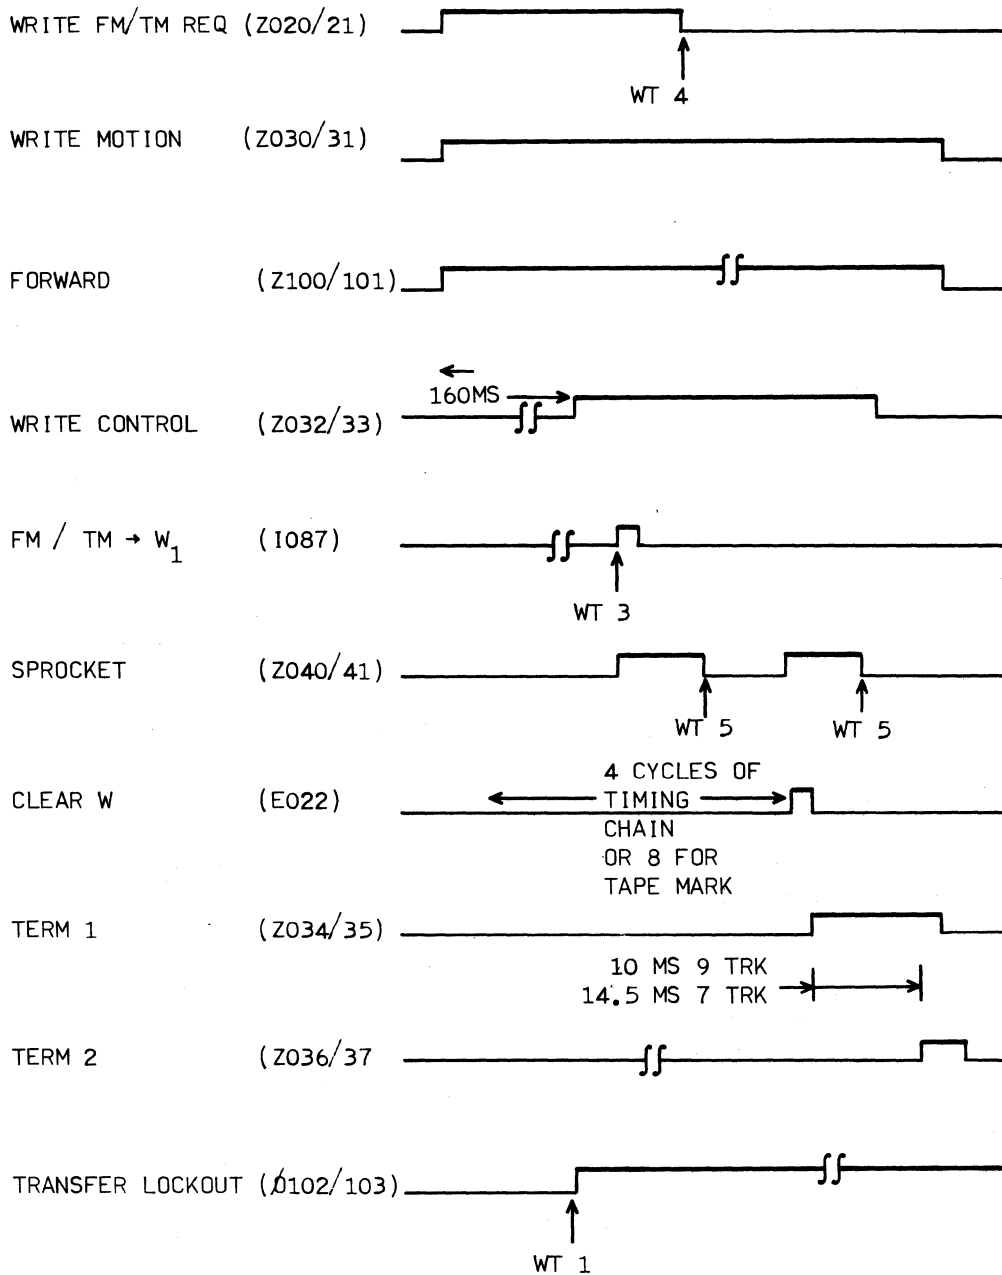 WRITE FM/TM REQ (Z020/21)
WT 4
WRITE MOTION (Z030/31)
FORWARD (Z100/101)
160MS
WRITE CONTROL (Z032/33)
FM / TM → W1 (I087)
WT 3
SPROCKET (Z040/41)
WT 5 WT 5
4 CYCLES OF
CLEAR W (E022) TIMING
CHAIN
OR 8 FOR
TAPE MARK
TERM 1 (Z034/35)
10 MS 9 TRK
14.5 MS 7 TRK
TERM 2 (Z036/37
TRANSFER LOCKOUT (Ø102/103)
WT 1